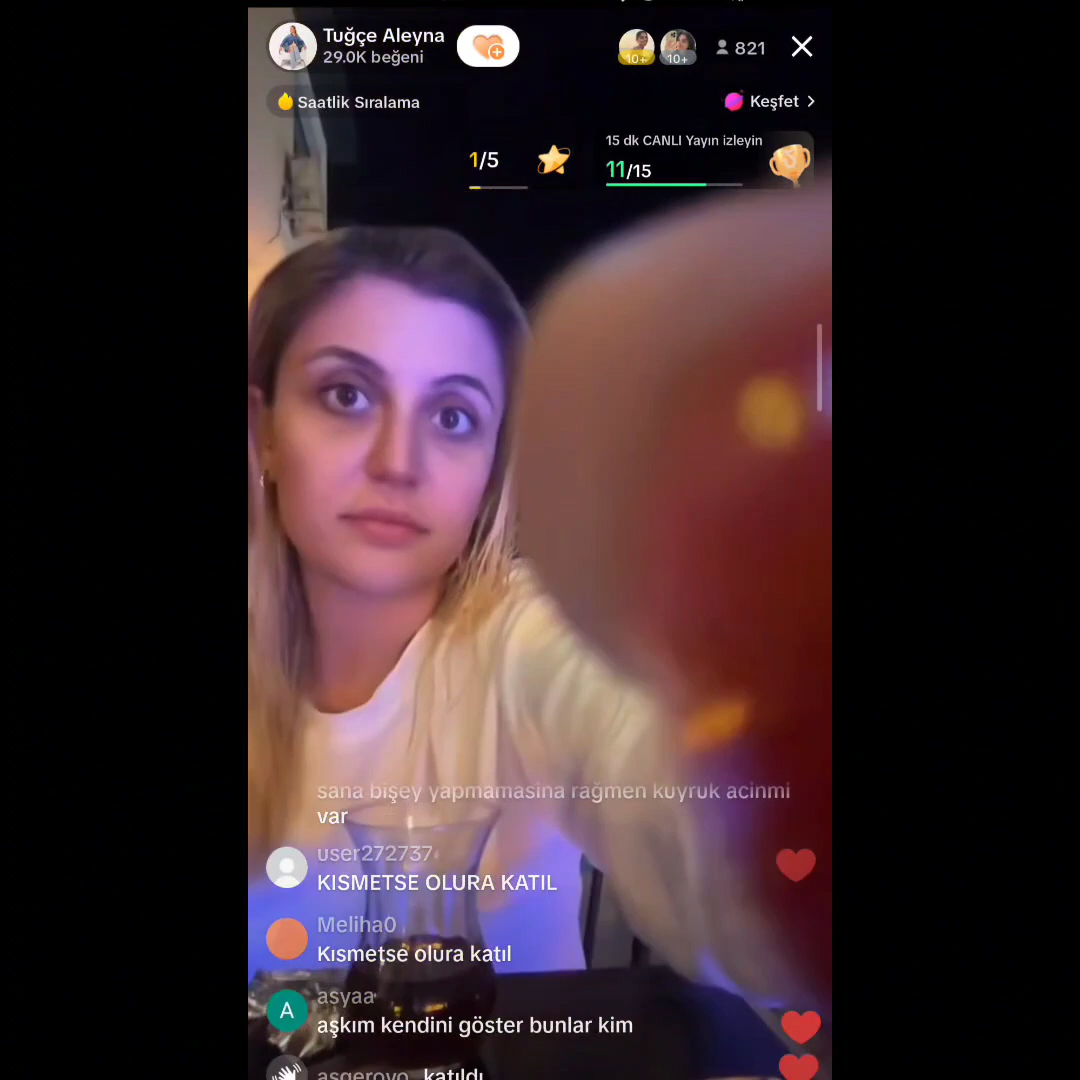 Tuğçe Aleyna
29.0K beğeni
10+
10+
821
Saatlik Sıralama
Keşfet
1/5
15 dk CANLI Yayın izleyin
11/15
sana bişey yapmamasina rağmen kuyruk acinmi
var
user272737
KISMETSE OLURA KATIL
Meliha0
Kısmetse olura katıl
A
asyaa
aşkım kendini göster bunlar kim
asgerovo katıldı